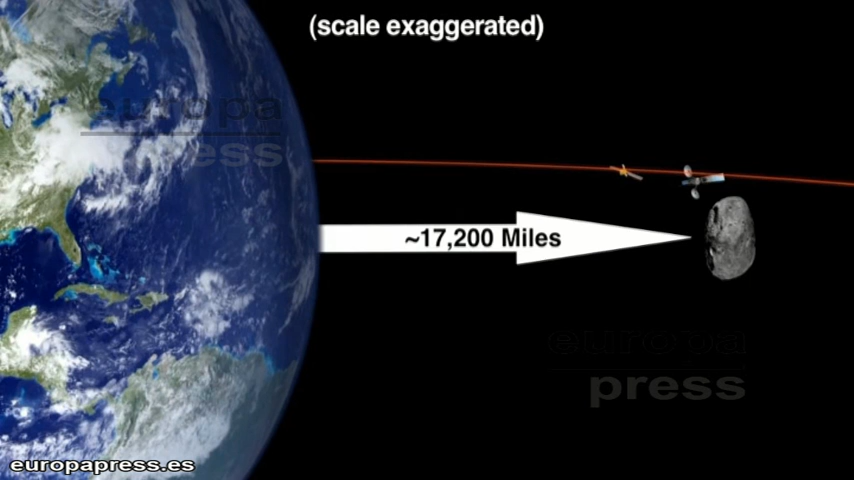 (scale exaggerated)
europa
press
~17,200 Miles
europa
press
europapress.es